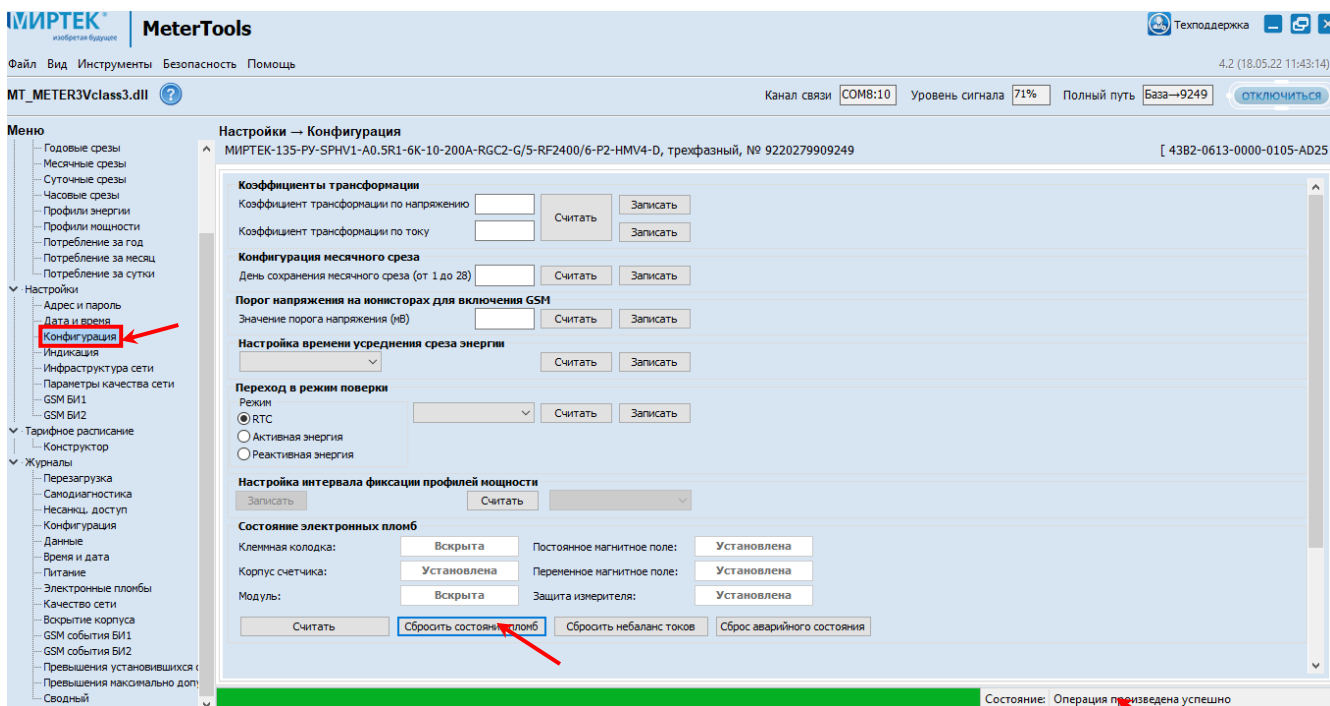 МИРТЕК®
изобретая будущее
MeterTools
Техподдержка
Файл Вид Инструменты Безопасность Помощь
4.2 (18.05.22 11:43:14)
MT_METER3Vclass3.dll ?
Канал связи COM8:10 Уровень сигнала 71% Полный путь База→9249 ОТКЛЮЧИТЬСЯ
Меню
Годовые срезы
Месячные срезы
Суточные срезы
Часовые срезы
Профили энергии
Профили мощности
Потребление за год
Потребление за месяц
Потребление за сутки
Настройки
Адрес и пароль
Дата и время
Конфигурация
Индикация
Инфраструктура сети
Параметры качества сети
GSM БИ1
GSM БИ2
Тарифное расписание
Конструктор
Журналы
Перезагрузка
Самодиагностика
Несанкц. доступ
Конфигурация
Данные
Время и дата
Питание
Электронные пломбы
Качество сети
Вскрытие корпуса
GSM события БИ1
GSM события БИ2
Превышения установившихся
Превышения максимально
Сводный
Настройки → Конфигурация
МИРТЕК-135-РУ-SPHV1-A0.5R1-6K-10-200A-RGC2-G/5-RF2400/6-P2-HMV4-D, трехфазный, № 9220279909249
[ 43B2-0613-0000-0105-AD25
Коэффициенты трансформации
Коэффициент трансформации по напряжению Считать Записать
Коэффициент трансформации по току Записать
Конфигурация месячного среза
День сохранения месячного среза (от 1 до 28) Считать Записать
Порог напряжения на ионисторах для включения GSM
Значение порога напряжения (мВ) Считать Записать
Настройка времени усреднения среза энергии
Считать Записать
Переход в режим поверки
Режим
RTC Считать Записать
Активная энергия
Реактивная энергия
Настройка интервала фиксации профилей мощности
Записать Считать
Состояние электронных пломб
Клеммная колодка: Вскрыта Постоянное магнитное поле: Установлена
Корпус счетчика: Установлена Переменное магнитное поле: Установлена
Модуль: Вскрыта Защита измерителя: Установлена
Считать Сбросить состояние пломб Сбросить небаланс токов Сброс аварийного состояния
Состояние: Операция произведена успешно